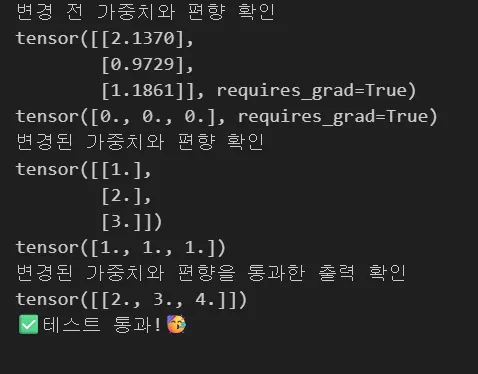 변경 전 가중치와 편향 확인
tensor([[2.1370],
        [0.9729],
        [1.1861]], requires_grad=True)
tensor([0., 0., 0.], requires_grad=True)
변경된 가중치와 편향 확인
tensor([[1.],
        [2.],
        [3.]])
tensor([1., 1., 1.])
변경된 가중치와 편향을 통과한 출력 확인
tensor([[2., 3., 4.]])
✅테스트 통과!🥳